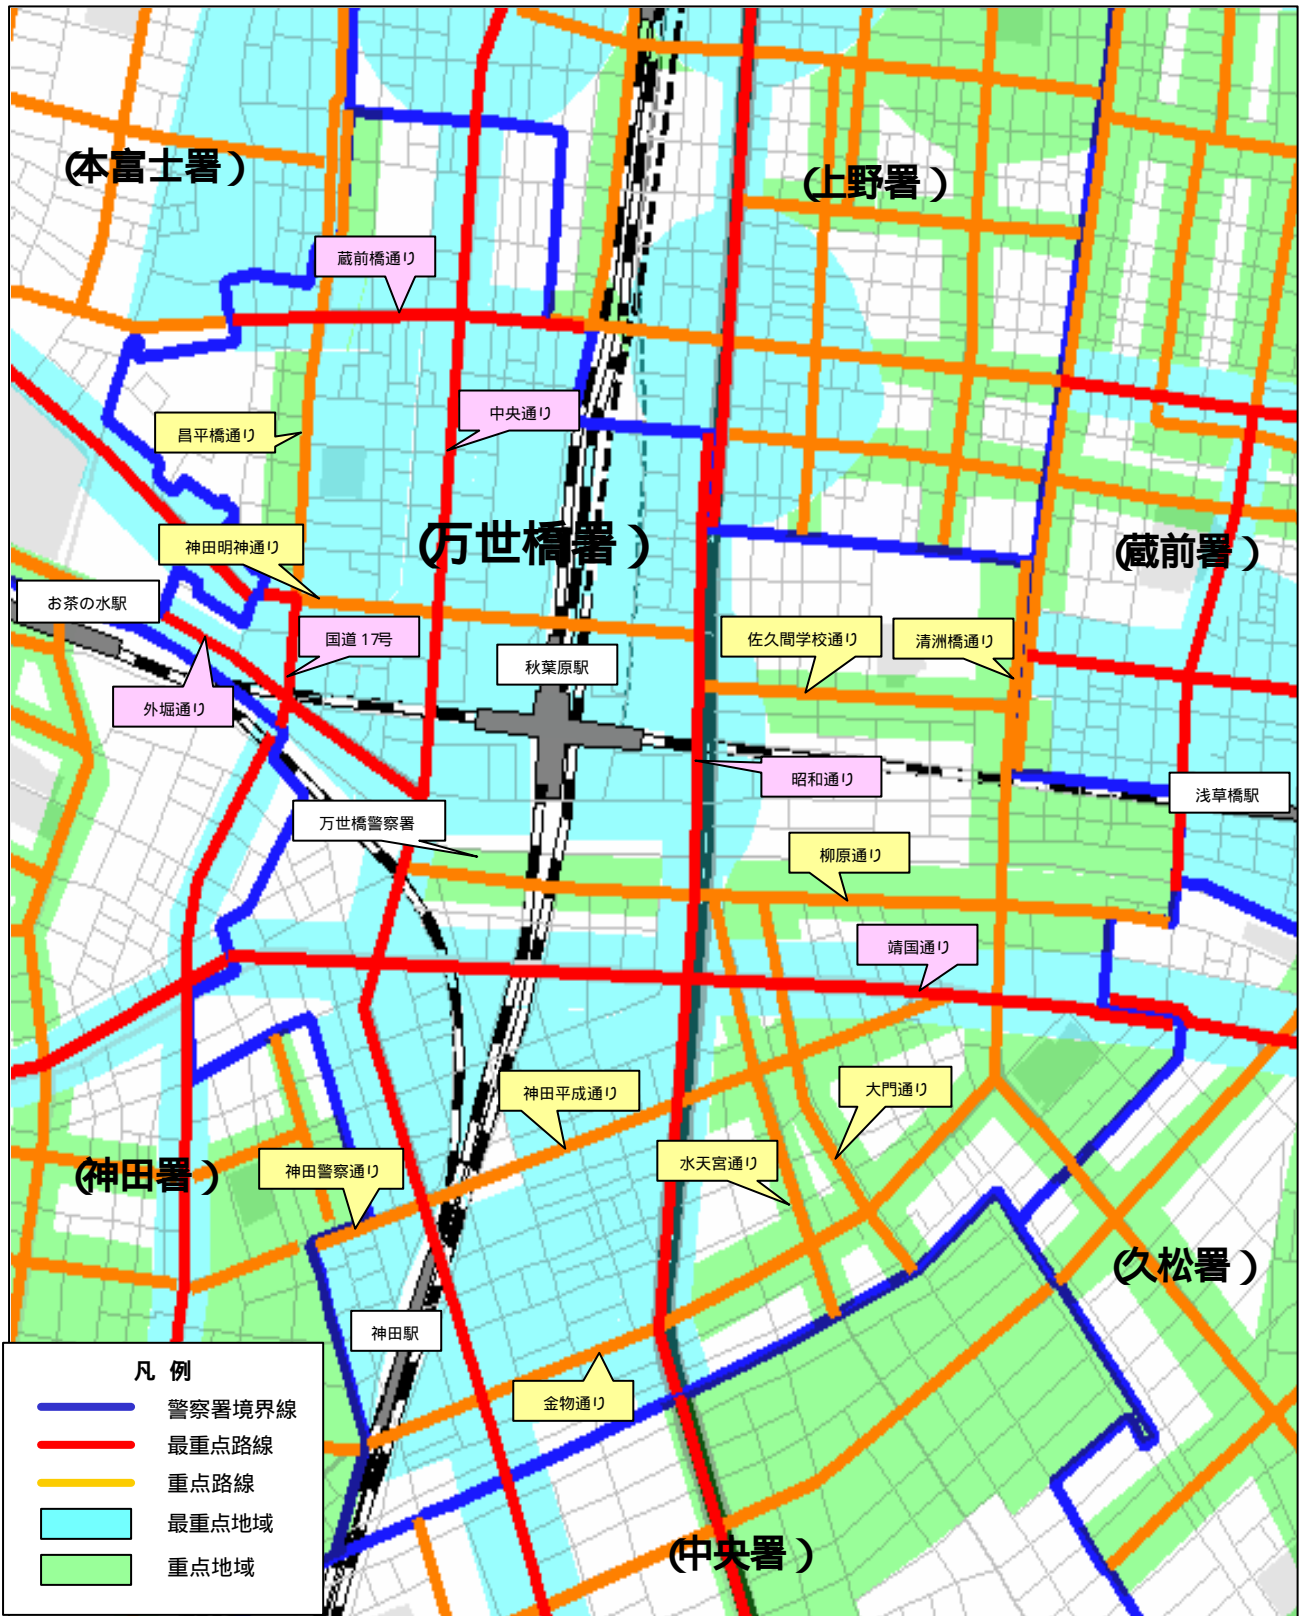 (本富士署)
(上野署)
蔵前橋通り
中央通り
昌平橋通り
(万世橋署)
神田明神通り
(蔵前署)
お茶の水駅
国道17号
佐久間学校通り
清洲橋通り
秋葉原駅
外堀通り
昭和通り
浅草橋駅
万世橋警察署
柳原通り
靖国通り
神田平成通り
大門通り
(神田署)
神田警察通り
水天宮通り
(久松署)
神田駅
金物通り
(中央署)
凡 例
警察署境界線
最重点路線
重点路線
最重点地域
重点地域